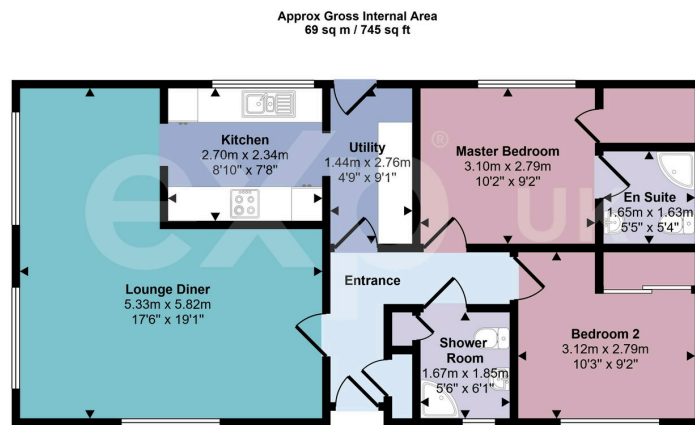 Approx Gross Internal Area
69 sq m / 745 sq ft
Kitchen
2.70m x 2.34m
8'10" x 7'8"
Utility
1.44m x 2.76m
4'9" x 9'1"
Master Bedroom
3.10m x 2.79m
10'2" x 9'2"
En Suite
1.65m x 1.63m
5'5" x 5'4"
exp® UK
Lounge Diner
5.33m x 5.82m
17'6" x 19'1"
Entrance
Shower
Room
1.67m x 1.85m
5'6" x 6'1"
Bedroom 2
3.12m x 2.79m
10'3" x 9'2"